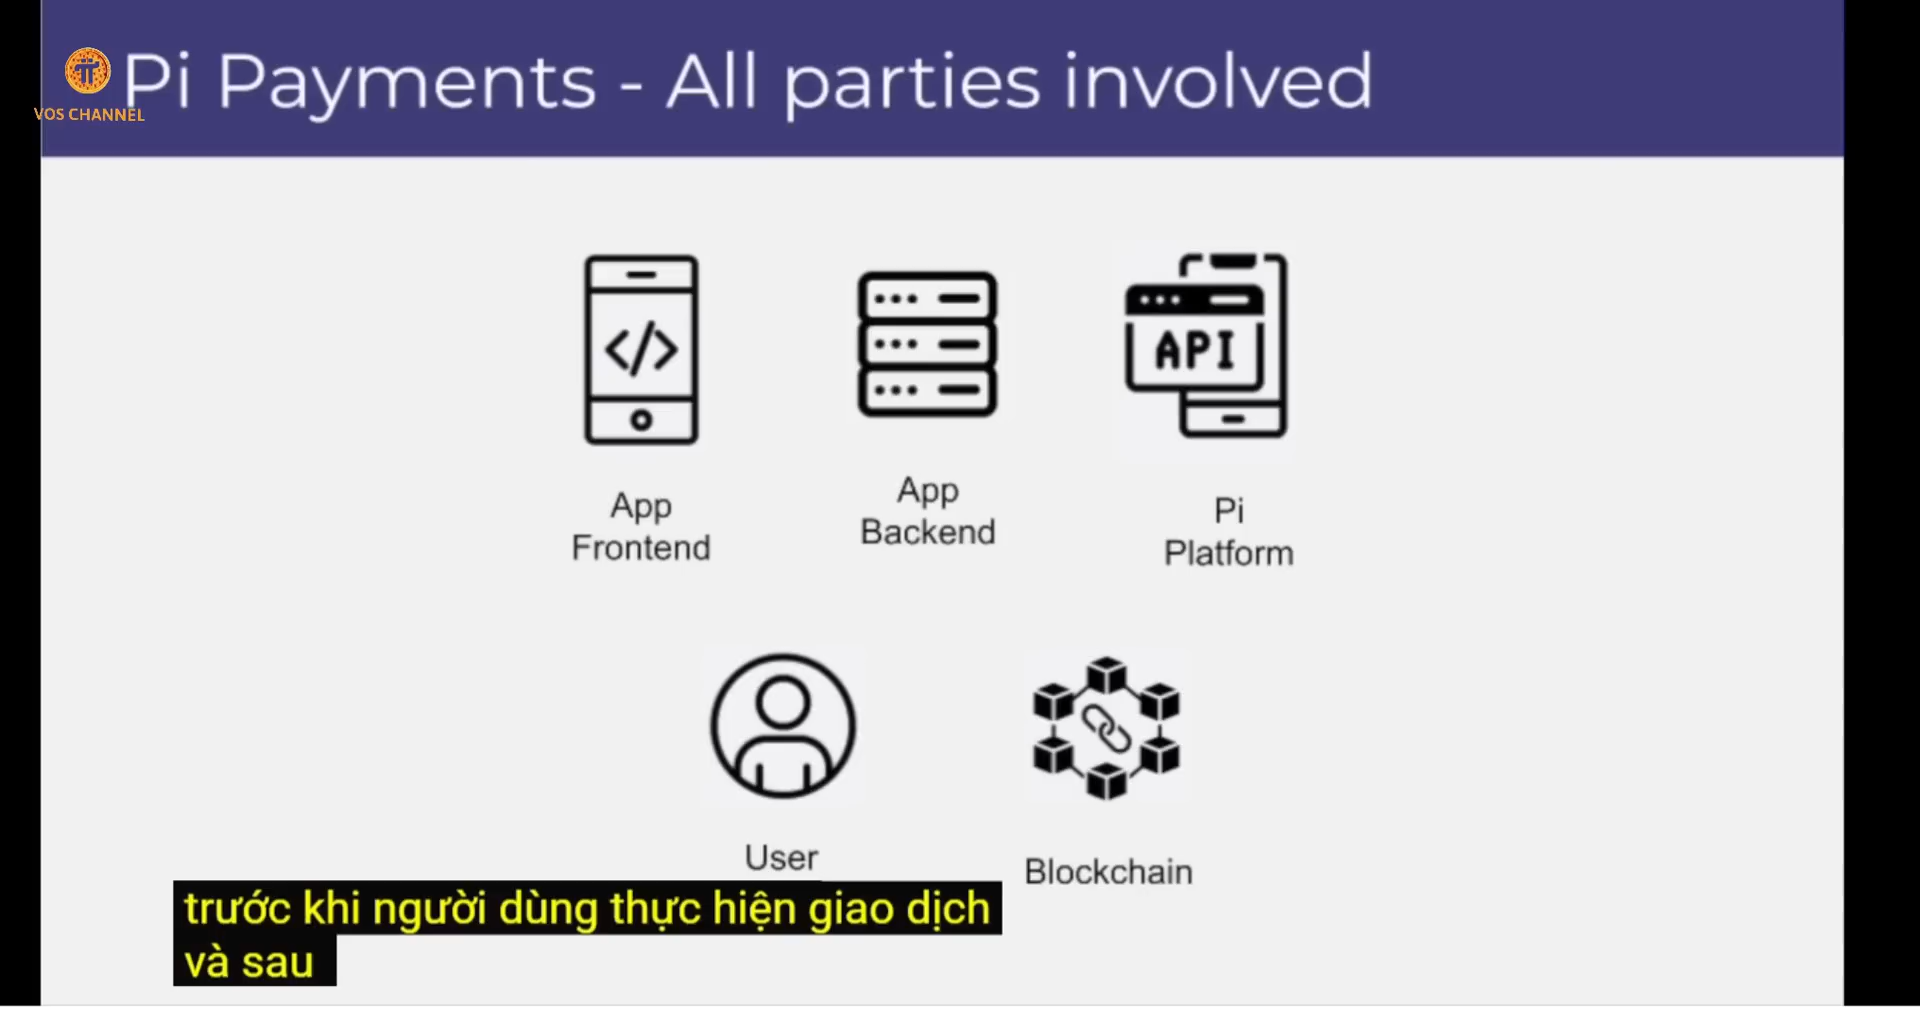 Pi Payments - All parties involved
VOS CHANNEL
API
App
Frontend
App
Backend
Pi
Platform
User
Blockchain
trước khi người dùng thực hiện giao dịch
và sau